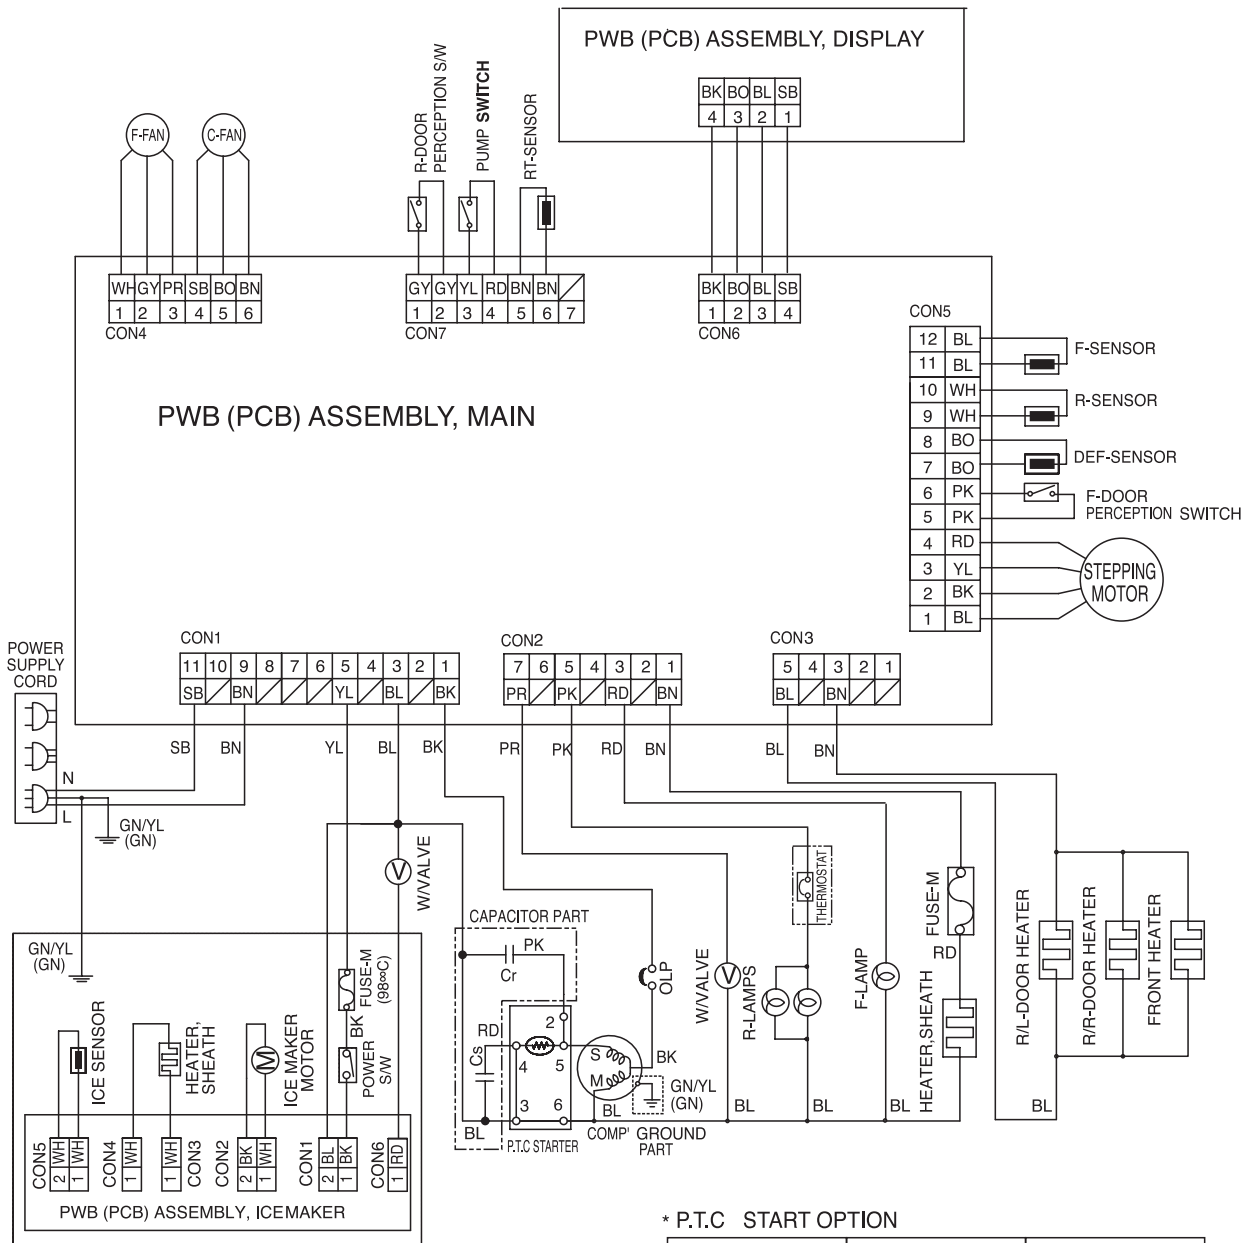 PWB (PCB) ASSEMBLY, DISPLAY
BK BO BL SB
4 3 2 1
F-FAN
C-FAN
R-DOOR
PERCEPTION S/W
PUMP SWITCH
RT-SENSOR
WH GY PR SB BO BN
1 2 3 4 5 6
CON4
GY GY YL RD BN BN
1 2 3 4 5 6 7
CON7
BK BO BL SB
1 2 3 4
CON6
CON5
12 BL
11 BL
10 WH
9 WH
8 BO
7 BO
6 PK
5 PK
4 RD
3 YL
2 BK
1 BL
F-SENSOR
R-SENSOR
DEF-SENSOR
F-DOOR
PERCEPTION SWITCH
STEPPING
MOTOR
PWB (PCB) ASSEMBLY, MAIN
CON1
11 10 9 8 7 6 5 4 3 2 1
SB BN YL BL BK
CON2
7 6 5 4 3 2 1
PR PK RD BN
CON3
5 4 3 2 1
BL BN
POWER
SUPPLY
CORD
SB BN YL BL BK PR PK RD BN BL BN
N
L
GN/YL
(GN)
W/VALVE
V
CAPACITOR PART
PK
Cr
RD
Cs
2
4 5
3 6
BL
P.T.C STARTER
S
M
BL
COMP'
OLP
BK
GN/YL
(GN)
GROUND
PART
W/VALVE
V
BL
THERMOSTAT
R-LAMPS
BL
F-LAMP
BL
FUSE-M
RD
HEATER,SHEATH
R/L-DOOR HEATER
R/R-DOOR HEATER
FRONT HEATER
BL
GN/YL
(GN)
ICE SENSOR
HEATER,
SHEATH
M
ICE MAKER
MOTOR
FUSE-M
(98∞C)
BK
POWER
S/W
CON5
2 WH
1 WH
CON4
1 WH
1 WH
CON3
CON2
2 BK
1 WH
CON1
2 BL
1 BK
CON6
1 RD
PWB (PCB) ASSEMBLY, ICEMAKER
* P.T.C START OPTION